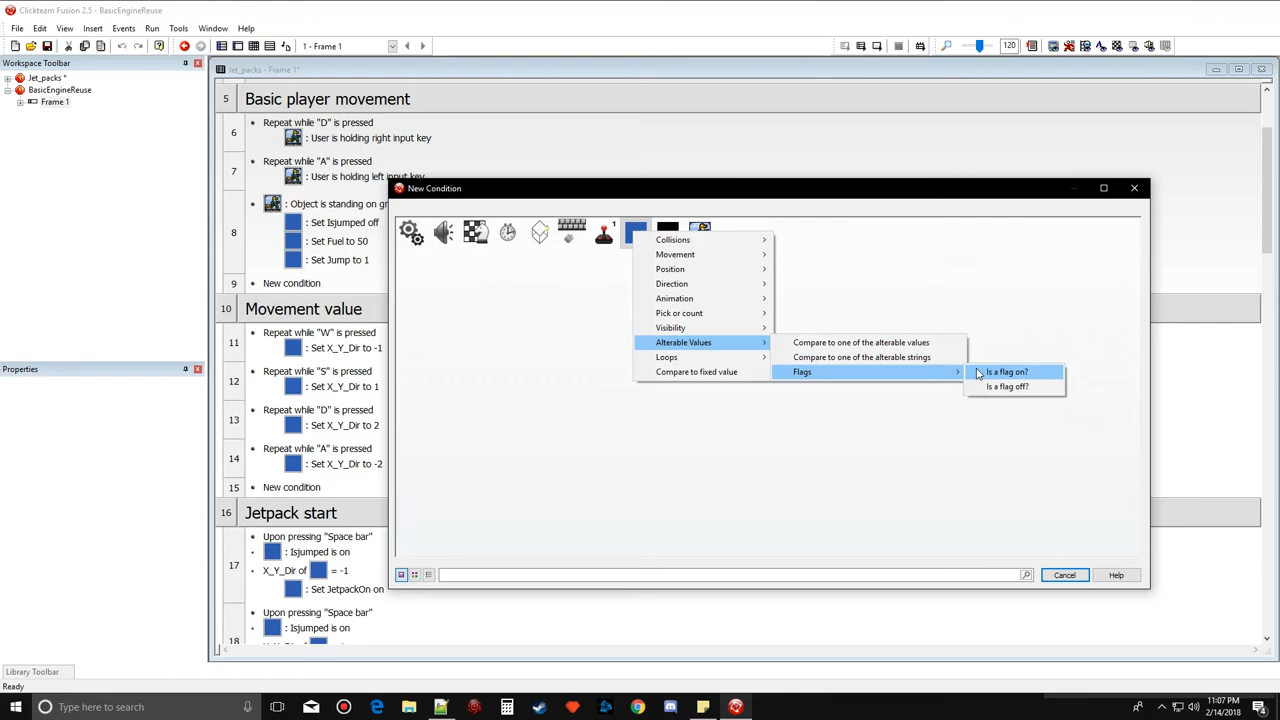 Clickteam Fusion 2.5 - BasicEngineReuse
File Edit View Insert Events Run Tools Window Help
1 - Frame 1
120
Workspace Toolbar
Jet_packs - Frame 1*
Jet_packs *
BasicEngineReuse
Frame 1
Properties
Library Toolbar
Ready
5 Basic player movement
6 Repeat while "D" is pressed
: User is holding right input key
7 Repeat while "A" is pressed
: User is holding left input key
8 : Object is standing on gr
: Set Isjumped off
: Set Fuel to 50
: Set Jump to 1
9 New condition
10 Movement value
11 Repeat while "W" is pressed
: Set X_Y_Dir to -1
12 Repeat while "S" is pressed
: Set X_Y_Dir to 1
13 Repeat while "D" is pressed
: Set X_Y_Dir to 2
14 Repeat while "A" is pressed
: Set X_Y_Dir to -2
15 New condition
16 Jetpack start
17 Upon pressing "Space bar"
: Isjumped is on
X_Y_Dir of = -1
: Set JetpackOn on
18 Upon pressing "Space bar"
: Isjumped is on
New Condition
1
Collisions
Movement
Position
Direction
Animation
Pick or count
Visibility
Alterable Values
Loops
Compare to fixed value
Compare to one of the alterable values
Compare to one of the alterable strings
Flags
Is a flag on?
Is a flag off?
Cancel Help
Type here to search
11:07 PM
2/14/2018
4